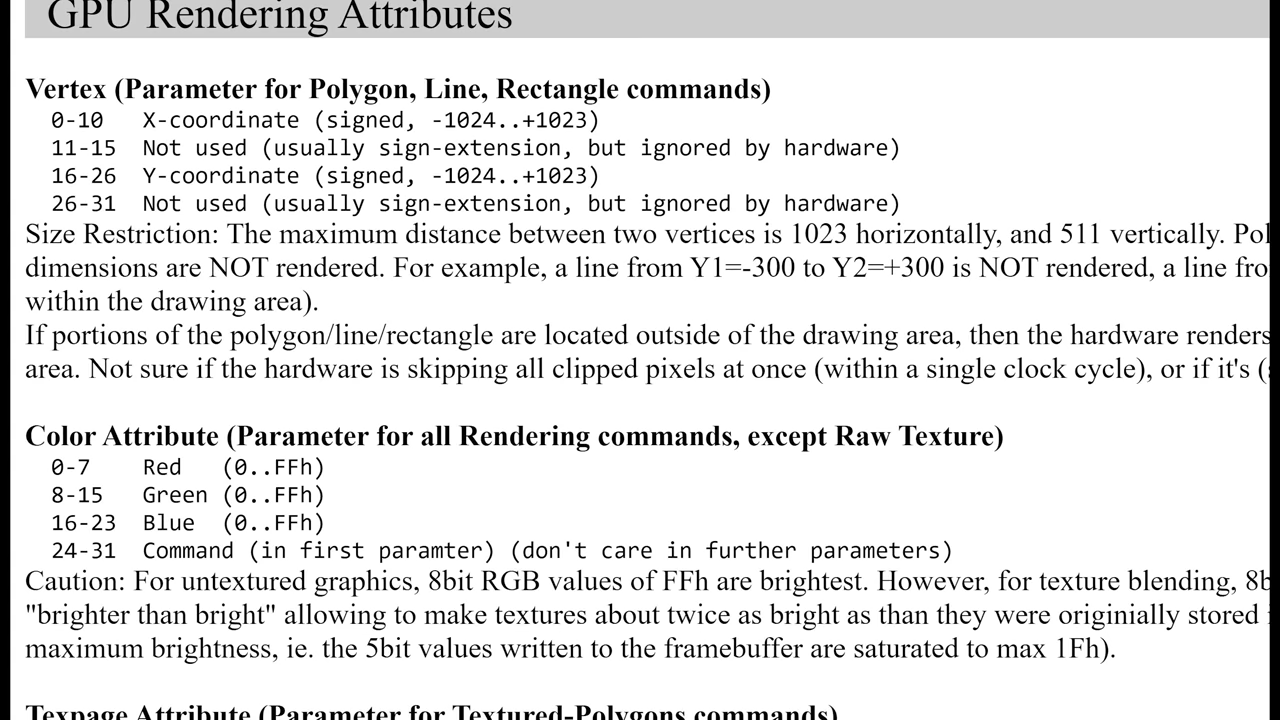 GPU Rendering Attributes
Vertex (Parameter for Polygon, Line, Rectangle commands)
0-10 X-coordinate (signed, -1024..+1023)
11-15 Not used (usually sign-extension, but ignored by hardware)
16-26 Y-coordinate (signed, -1024..+1023)
26-31 Not used (usually sign-extension, but ignored by hardware)
Size Restriction: The maximum distance between two vertices is 1023 horizontally, and 511 vertically.
dimensions are NOT rendered. For example, a line from Y1=-300 to Y2=+300 is NOT rendered, a line
within the drawing area).
If portions of the polygon/line/rectangle are located outside of the drawing area, then the hardware renders
area. Not sure if the hardware is skipping all clipped pixels at once (within a single clock cycle), or if it's
Color Attribute (Parameter for all Rendering commands, except Raw Texture)
0-7 Red (0..FFh)
8-15 Green (0..FFh)
16-23 Blue (0..FFh)
24-31 Command (in first paramter) (don't care in further parameters)
Caution: For untextured graphics, 8bit RGB values of FFh are brightest. However, for texture blending,
"brighter than bright" allowing to make textures about twice as bright as than they were originially stored
maximum brightness, ie. the 5bit values written to the framebuffer are saturated to max 1Fh).
Texpage Attribute (Parameter for Textured-Polygons commands)